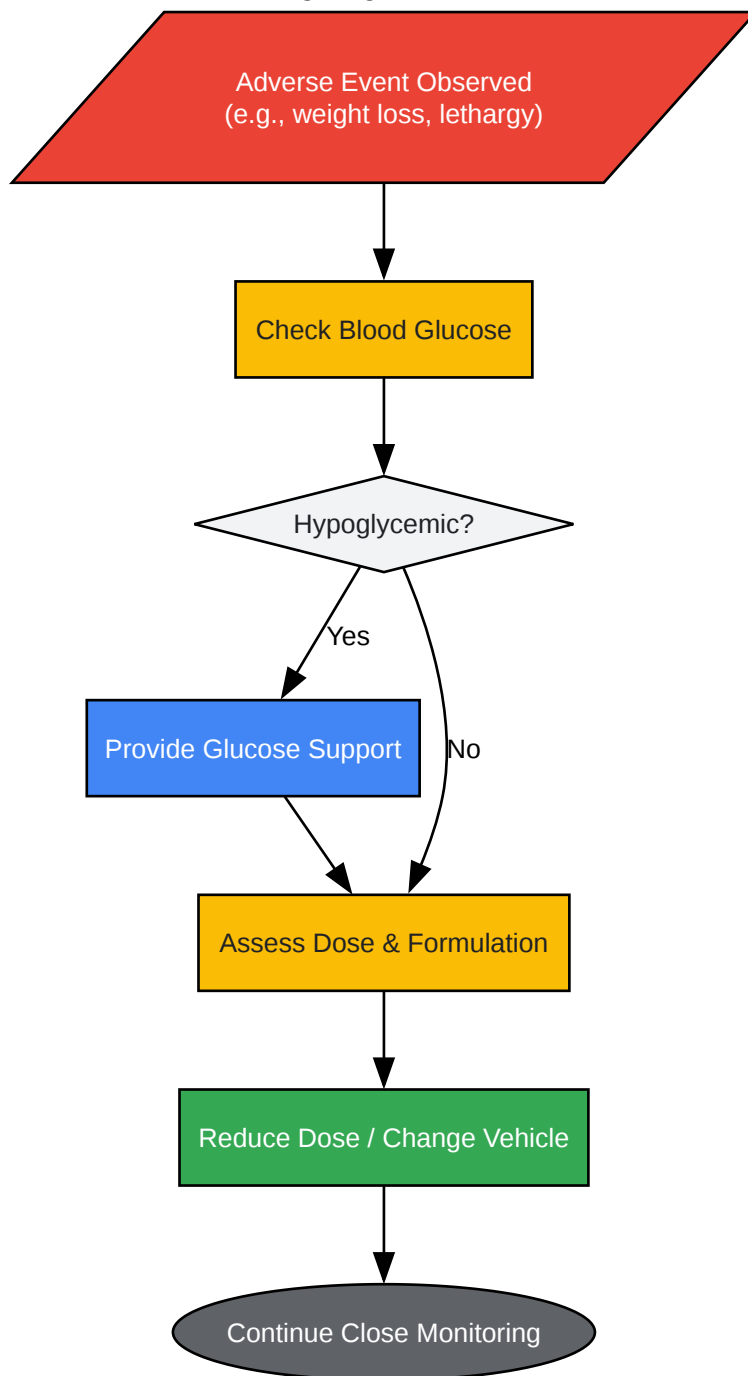 Adverse Event Observed
(e.g., weight loss, lethargy)
Check Blood Glucose
Hypoglycemic?
Yes
Provide Glucose Support
No
Assess Dose & Formulation
Reduce Dose / Change Vehicle
Continue Close Monitoring